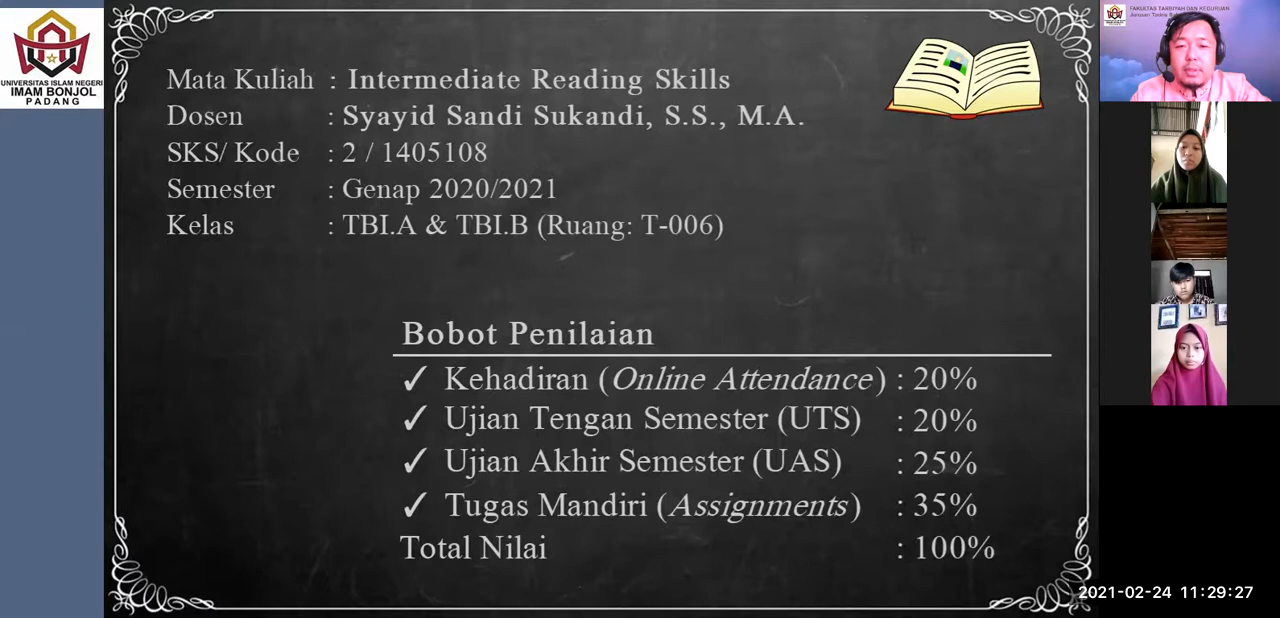 UNIVERSITAS ISLAM NEGERI
IMAM BONJOL
PADANG
Mata Kuliah : Intermediate Reading Skills
Dosen : Syayid Sandi Sukandi, S.S., M.A.
SKS/ Kode : 2 / 1405108
Semester : Genap 2020/2021
Kelas : TBI.A & TBI.B (Ruang: T-006)
Bobot Penilaian
✓ Kehadiran (Online Attendance) : 20%
✓ Ujian Tengan Semester (UTS) : 20%
✓ Ujian Akhir Semester (UAS) : 25%
✓ Tugas Mandiri (Assignments) : 35%
Total Nilai : 100%
FAKULTAS TARBIYAH DAN KEGURUAN
Jurusan Tadris
2021-02-24 11:29:27